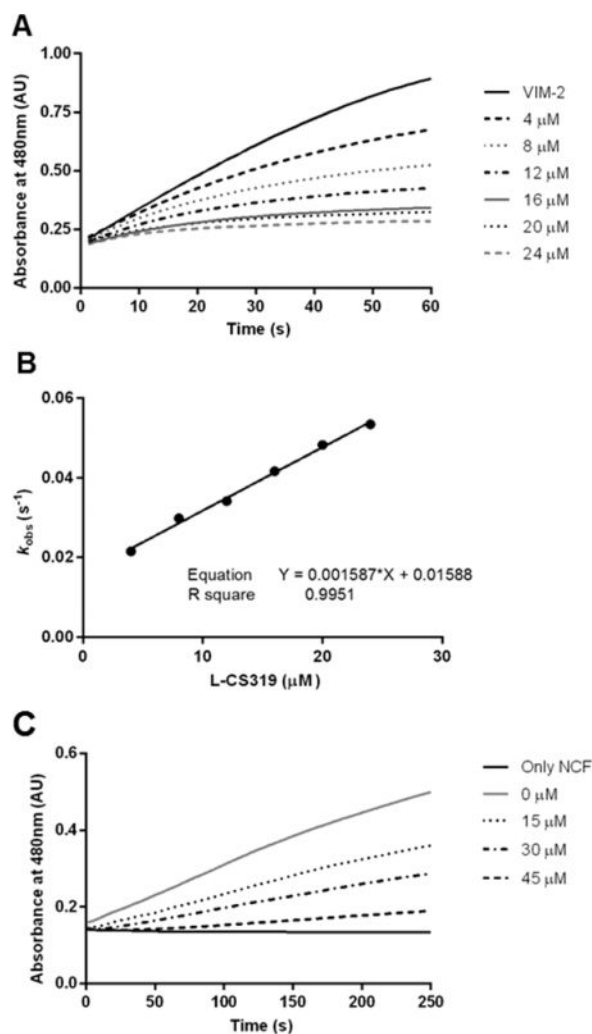 A
Absorbance at 480nm (AU)
1.00
0.75
0.50
0.25
0.00
0 10 20 30 40 50 60
Time (s)
VIM-2
4 μM
8 μM
12 μM
16 μM
20 μM
24 μM
B
kobs (s-1)
0.06
0.04
0.02
0.00
Equation Y = 0.001587*X + 0.01588
R square 0.9951
0 10 20 30
L-CS319 (μM)
C
Absorbance at 480nm (AU)
0.6
0.4
0.2
0.0
0 50 100 150 200 250
Time (s)
Only NCF
0 μM
15 μM
30 μM
45 μM